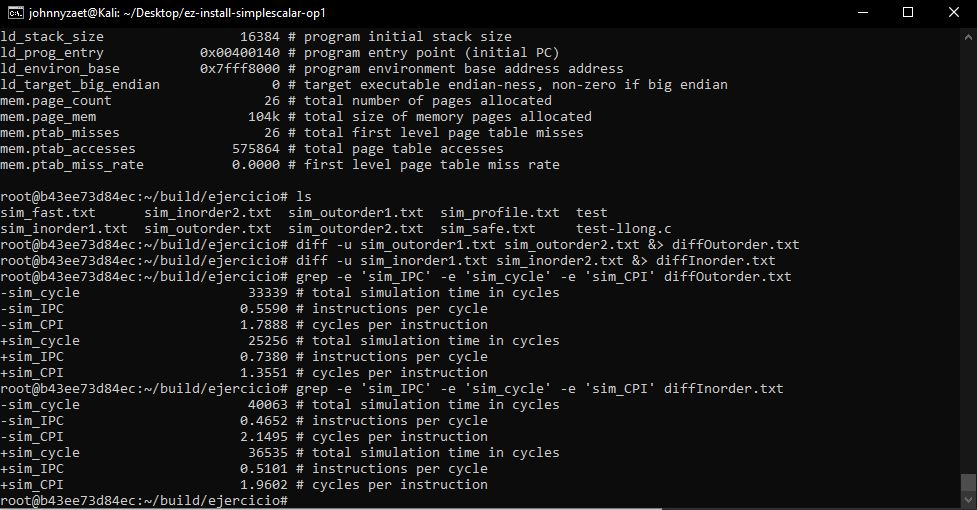 johnnyzaet@Kali: ~/Desktop/ez-install-simplescalar-op1
ld_stack_size 16384 # program initial stack size
ld_prog_entry 0x00400140 # program entry point (initial PC)
ld_environ_base 0x7fff8000 # program environment base address address
ld_target_big_endian 0 # target executable endian-ness, non-zero if big endian
mem.page_count 26 # total number of pages allocated
mem.page_mem 104k # total size of memory pages allocated
mem.ptab_misses 26 # total first level page table misses
mem.ptab_accesses 575864 # total page table accesses
mem.ptab_miss_rate 0.0000 # first level page table miss rate
root@b43ee73d84ec:~/build/ejercicio# ls
sim_fast.txt sim_inorder2.txt sim_outorder1.txt sim_profile.txt test
sim_inorder1.txt sim_outorder.txt sim_outorder2.txt sim_safe.txt test-llong.c
root@b43ee73d84ec:~/build/ejercicio# diff -u sim_outorder1.txt sim_outorder2.txt &> diffOutorder.txt
root@b43ee73d84ec:~/build/ejercicio# diff -u sim_inorder1.txt sim_inorder2.txt &> diffInorder.txt
root@b43ee73d84ec:~/build/ejercicio# grep -e 'sim_IPC' -e 'sim_cycle' -e 'sim_CPI' diffOutorder.txt
-sim_cycle 33339 # total simulation time in cycles
-sim_IPC 0.5590 # instructions per cycle
-sim_CPI 1.7888 # cycles per instruction
+sim_cycle 25256 # total simulation time in cycles
+sim_IPC 0.7380 # instructions per cycle
+sim_CPI 1.3551 # cycles per instruction
root@b43ee73d84ec:~/build/ejercicio# grep -e 'sim_IPC' -e 'sim_cycle' -e 'sim_CPI' diffInorder.txt
-sim_cycle 40063 # total simulation time in cycles
-sim_IPC 0.4652 # instructions per cycle
-sim_CPI 2.1495 # cycles per instruction
+sim_cycle 36535 # total simulation time in cycles
+sim_IPC 0.5101 # instructions per cycle
+sim_CPI 1.9602 # cycles per instruction
root@b43ee73d84ec:~/build/ejercicio#